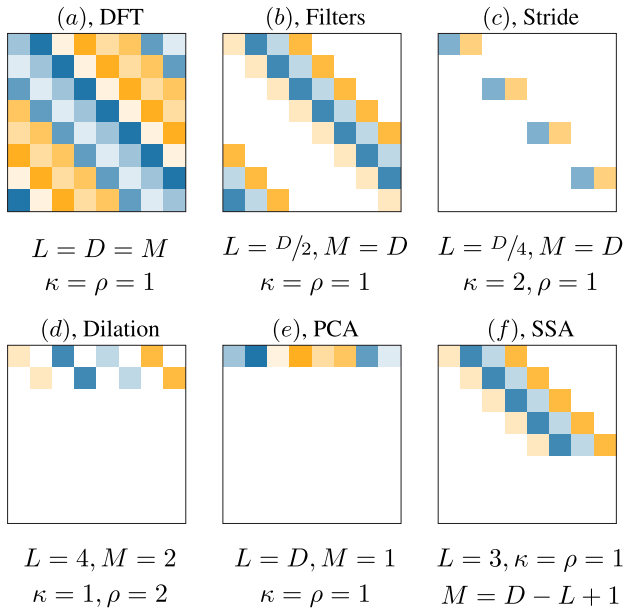 (a), DFT
(b), Filters
(c), Stride
L = D = M
κ = ρ = 1
L = D/2, M = D
κ = ρ = 1
L = D/4, M = D
κ = 2, ρ = 1
(d), Dilation
(e), PCA
(f), SSA
L = 4, M = 2
κ = 1, ρ = 2
L = D, M = 1
κ = ρ = 1
L = 3, κ = ρ = 1
M = D − L + 1